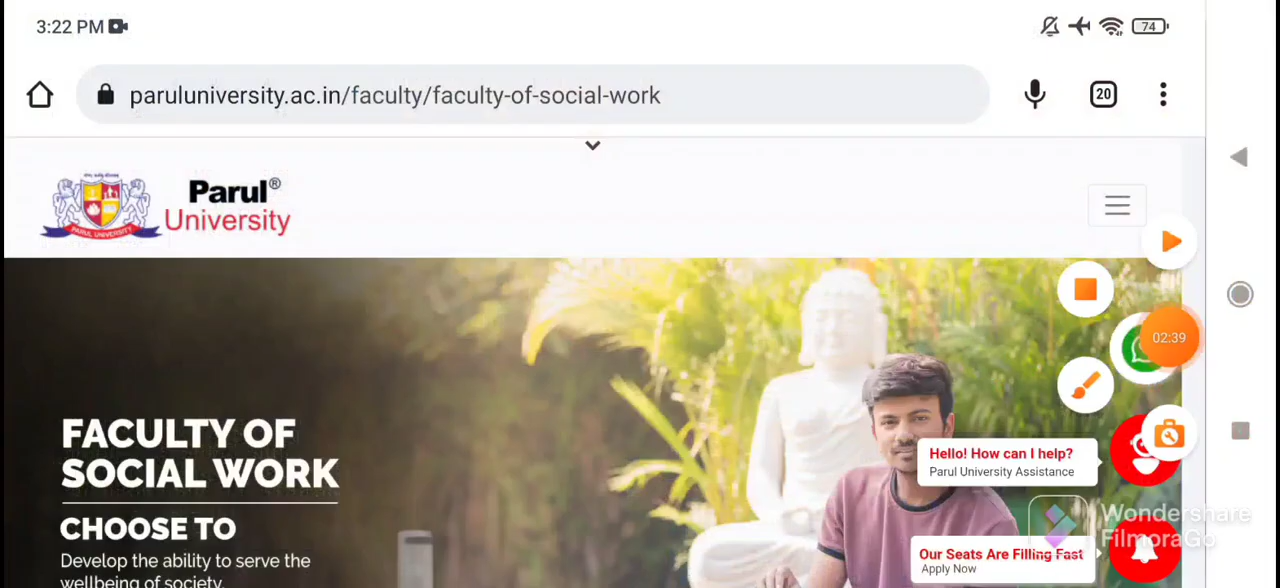 3:22 PM
74
paruluniversity.ac.in/faculty/faculty-of-social-work
20
Parul®
University
PARUL UNIVERSITY
02:39
FACULTY OF
SOCIAL WORK
CHOOSE TO
Develop the ability to serve the
wellbeing of society.
Hello! How can I help?
Parul University Assistance
Our Seats Are Filling Fast
Apply Now
Wondershare
FilmoraGo